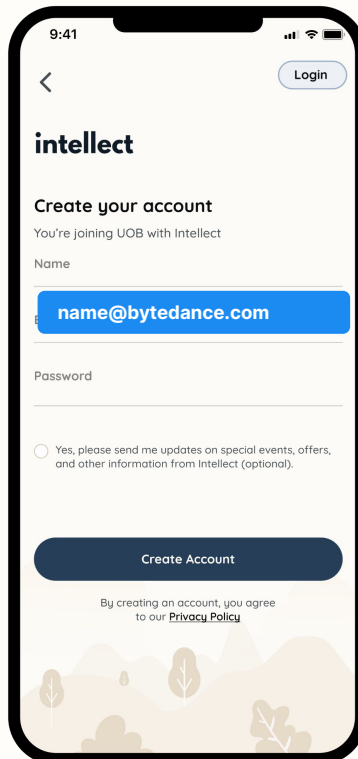 9:41
Login
intellect
Create your account
You're joining UOB with Intellect
Name
name@bytedance.com
Password
Yes, please send me updates on special events, offers,
and other information from Intellect (optional).
Create Account
By creating an account, you agree
to our Privacy Policy